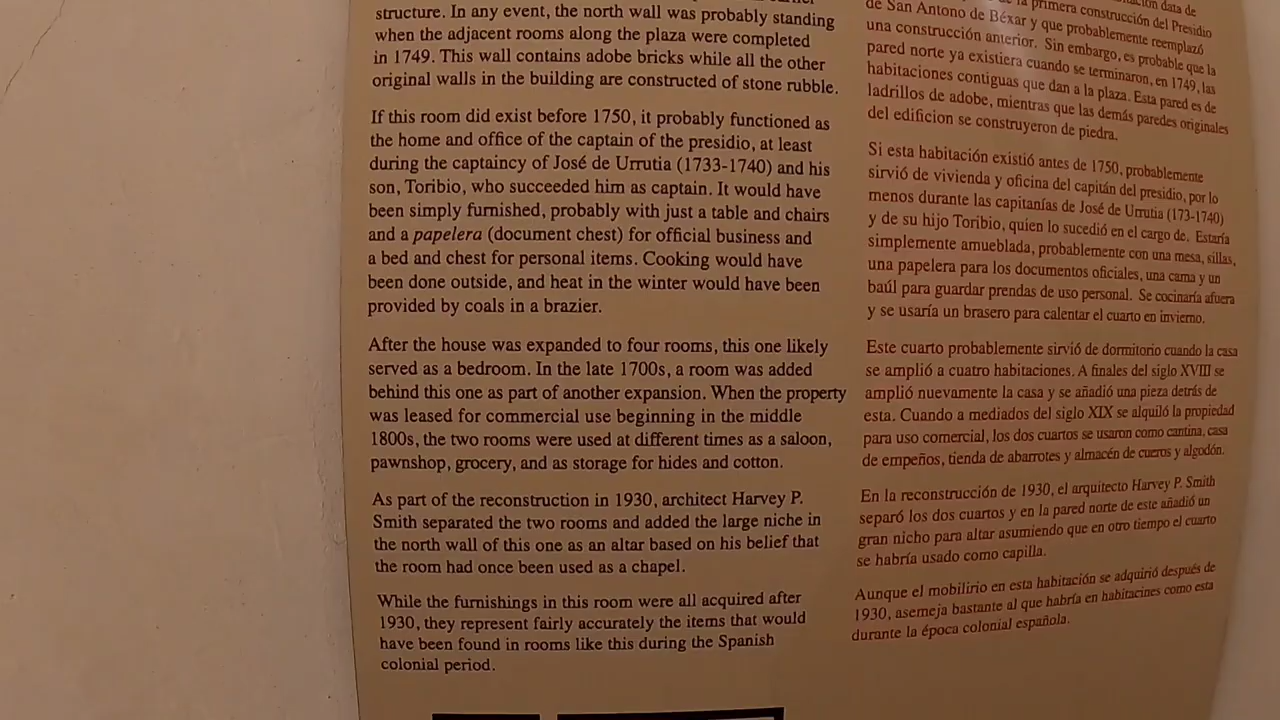 structure. In any event, the north wall was probably standing
when the adjacent rooms along the plaza were completed
in 1749. This wall contains adobe bricks while all the other
original walls in the building are constructed of stone rubble.
If this room did exist before 1750, it probably functioned as
the home and office of the captain of the presidio, at least
during the captaincy of José de Urrutia (1733-1740) and his
son, Toribio, who succeeded him as captain. It would have
been simply furnished, probably with just a table and chairs
and a papelera (document chest) for official business and
a bed and chest for personal items. Cooking would have
been done outside, and heat in the winter would have been
provided by coals in a brazier.
After the house was expanded to four rooms, this one likely
served as a bedroom. In the late 1700s, a room was added
behind this one as part of another expansion. When the property
was leased for commercial use beginning in the middle
1800s, the two rooms were used at different times as a saloon,
pawnshop, grocery, and as storage for hides and cotton.
As part of the reconstruction in 1930, architect Harvey P.
Smith separated the two rooms and added the large niche in
the north wall of this one as an altar based on his belief that
the room had once been used as a chapel.
While the furnishings in this room were all acquired after
1930, they represent fairly accurately the items that would
have been found in rooms like this during the Spanish
colonial period.
data de
la primera construcción del Presidio
de San Antono de Béxar y que probablemente reemplazó
una construcción anterior. Sin embargo, es probable que la
pared norte ya existiera cuando se terminaron, en 1749, las
habitaciones contiguas que dan a la plaza. Esta pared es de
ladrillos de adobe, mientras que las demás paredes originales
del edificion se construyeron de piedra.
Si esta habitación existió antes de 1750, probablemente
sirvió de vivienda y oficina del capitán del presidio, por lo
menos durante las capitanías de José de Urrutia (173-1740)
y de su hijo Toribio, quien lo sucedió en el cargo de. Estaría
simplemente amueblada, probablemente con una mesa, sillas,
una papelera para los documentos oficiales, una cama y un
baúl para guardar prendas de uso personal. Se cocinaría afuera
y se usaría un brasero para calentar el cuarto en invierno.
Este cuarto probablemente sirvió de dormitorio cuando la casa
se amplió a cuatro habitaciones. A finales del siglo XVIII se
amplió nuevamente la casa y se añadió una pieza detrás de
esta. Cuando a mediados del siglo XIX se alquiló la propiedad
para uso comercial, los dos cuartos se usaron como cantina, casa
de empeños, tienda de abarrotes y almacén de cueros y algodón.
En la reconstrucción de 1930, el arquitecto Harvey P. Smith
separó los dos cuartos y en la pared norte de este añadió un
gran nicho para altar asumiendo que en otro tiempo el cuarto
se habría usado como capilla.
Aunque el mobilirio en esta habitación se adquirió después de
1930, asemeja bastante al que habría en habitacines como esta
durante la época colonial española.